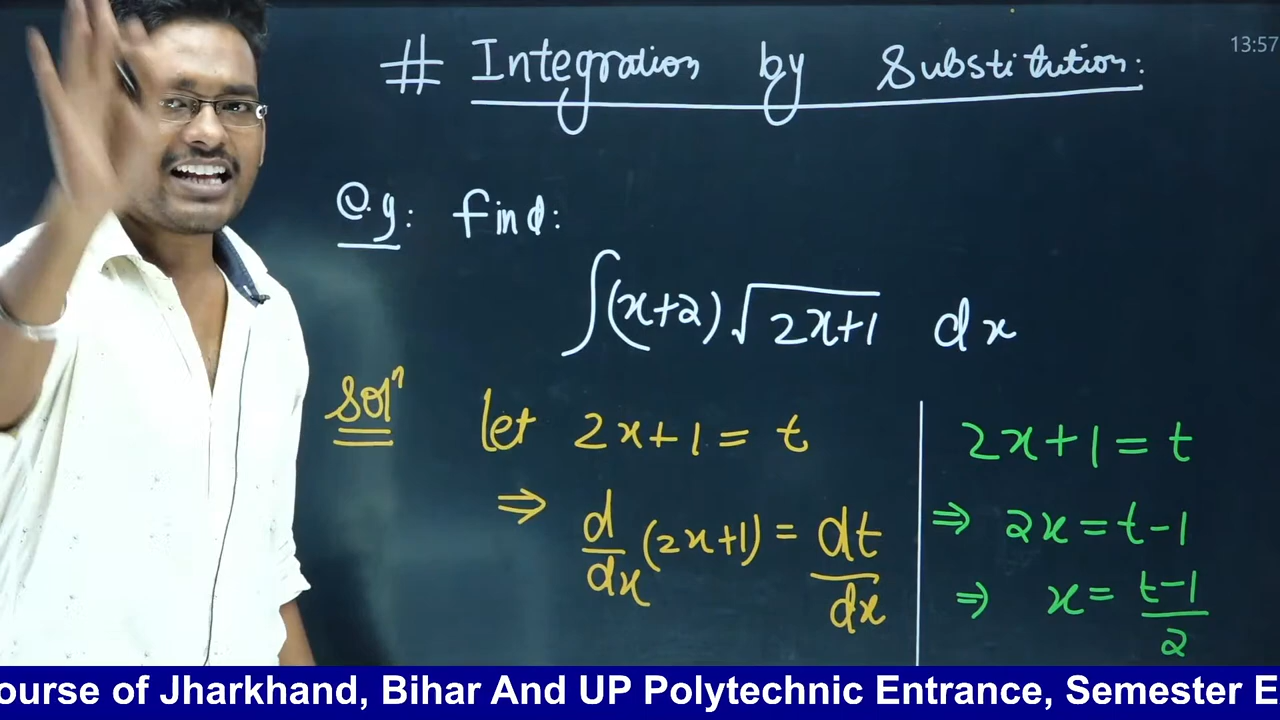 13:57
# Integration by Substitution:
e.g: find:
∫(x+2)√2x+1 dx
Solⁿ
let 2x+1 = t
⇒ d/dx (2x+1) = dt/dx
2x+1 = t
⇒ 2x = t-1
⇒ x = t-1/2
ourse of Jharkhand, Bihar And UP Polytechnic Entrance, Semester E